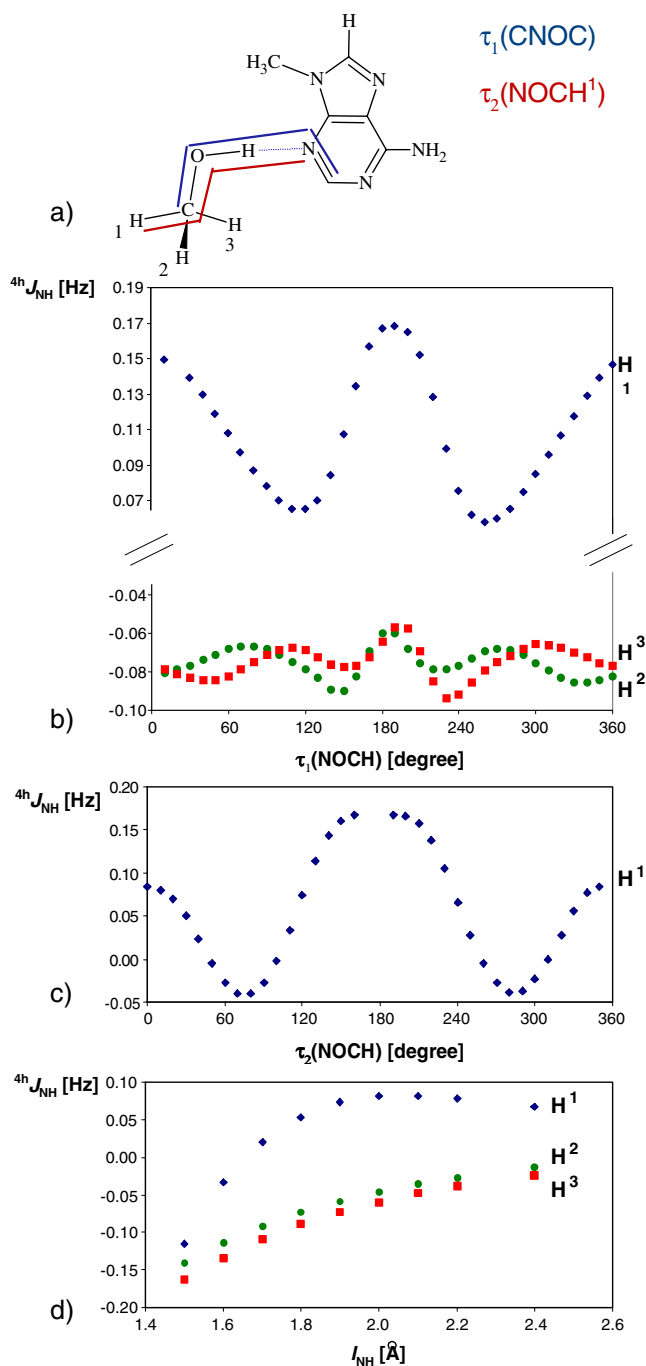 H
τ1(CNOC)
H3C
N
N
τ2(NOCH1)
O
H
N
NH2
N
a)
H
C
H
1
3
H
2
4hJNH [Hz]
0.19
0.17
H
1
0.15
0.13
0.11
0.09
0.07
-0.04
-0.06
H3
-0.08
H2
-0.10
b)
0 60 120 180 240 300 360
τ1(NOCH) [degree]
4hJNH [Hz]
0.20
0.15
H1
0.10
0.05
0.00
c)
-0.05
0 60 120 180 240 300 360
τ2(NOCH) [degree]
4hJNH [Hz]
0.10
H1
0.05
0.00
H2
-0.05
H3
-0.10
-0.15
d)
-0.20
1.4 1.6 1.8 2.0 2.2 2.4 2.6
lNH [Å]